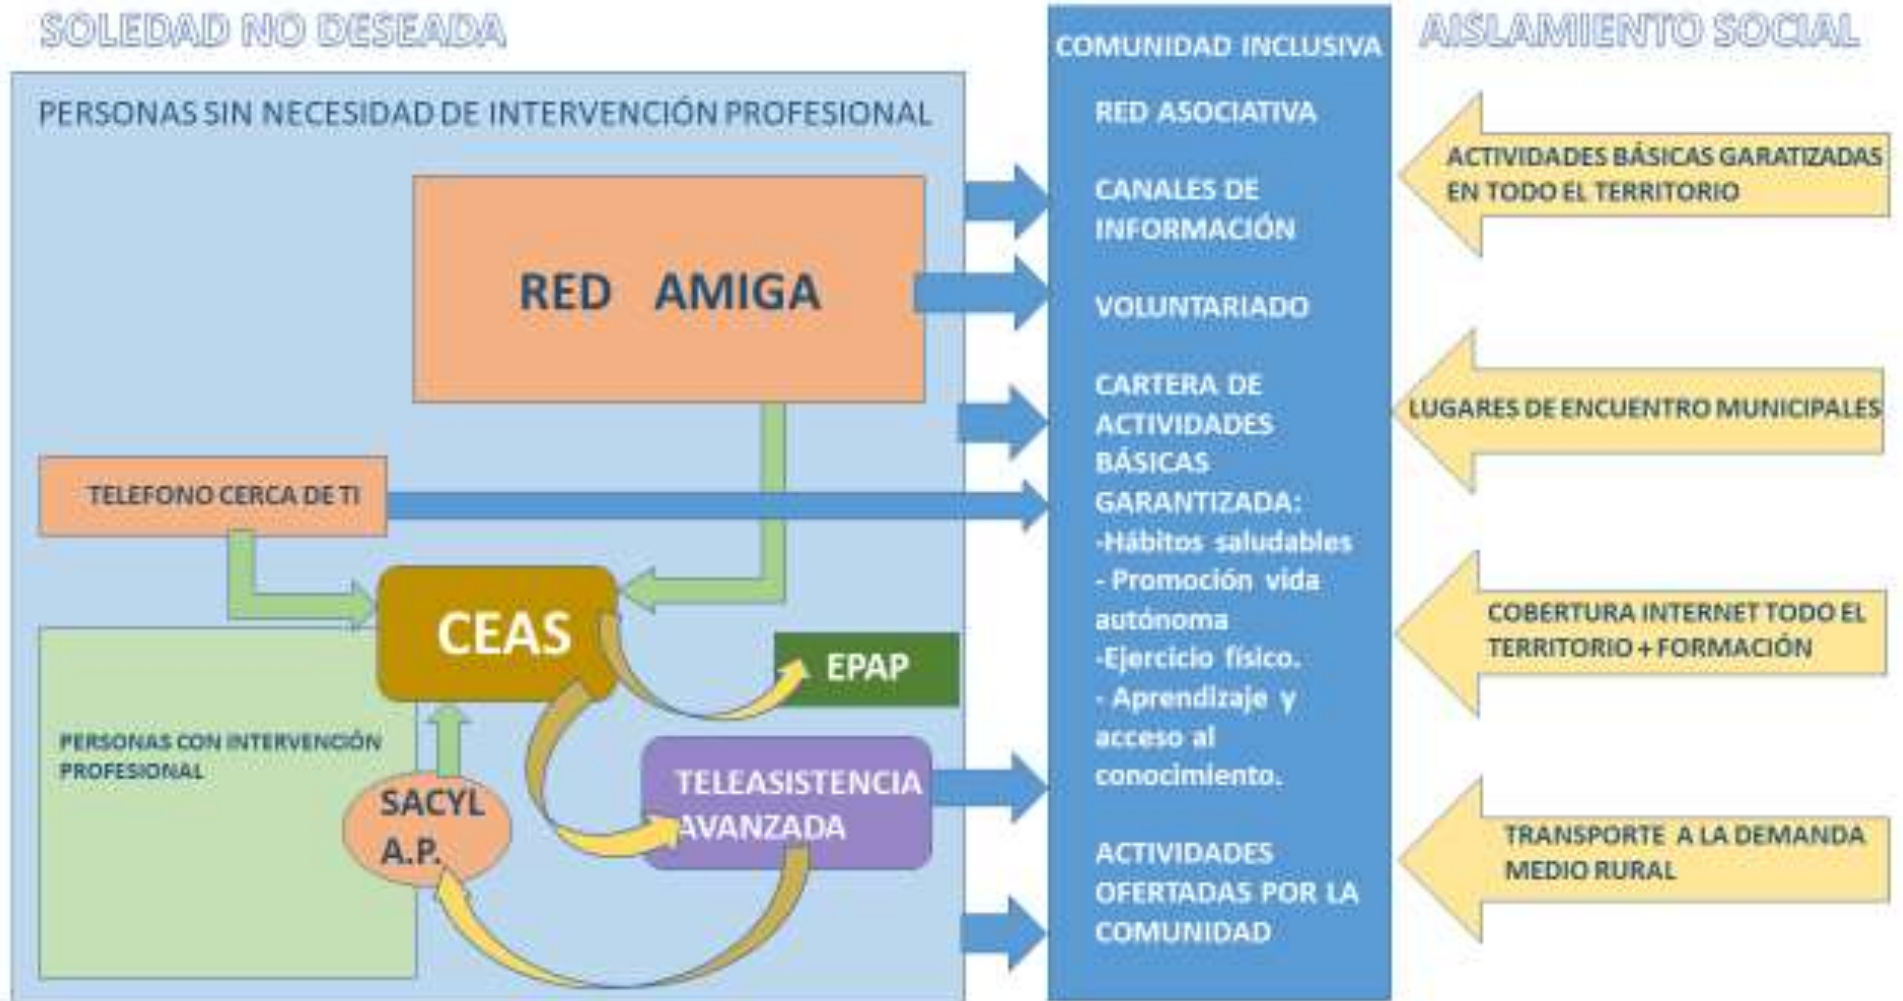 SOLEDAD NO DESEADA
PERSONAS SIN NECESIDAD DE INTERVENCIÓN PROFESIONAL
RED AMIGA
TELEFONO CERCA DE TI
CEAS
EPAP
PERSONAS CON INTERVENCIÓN
PROFESIONAL
SACYL
A.P.
TELEASISTENCIA
AVANZADA
COMUNIDAD INCLUSIVA
RED ASOCIATIVA
CANALES DE
INFORMACIÓN
VOLUNTARIADO
CARTERA DE
ACTIVIDADES
BÁSICAS
GARANTIZADA:
-Hábitos saludables
- Promoción vida
autónoma
-Ejercicio físico.
- Aprendizaje y
acceso al
conocimiento.
ACTIVIDADES
OFERTADAS POR LA
COMUNIDAD
AISLAMIENTO SOCIAL
ACTIVIDADES BÁSICAS GARATIZADAS
EN TODO EL TERRITORIO
LUGARES DE ENCUENTRO MUNICIPALES
COBERTURA INTERNET TODO EL
TERRITORIO + FORMACIÓN
TRANSPORTE A LA DEMANDA
MEDIO RURAL